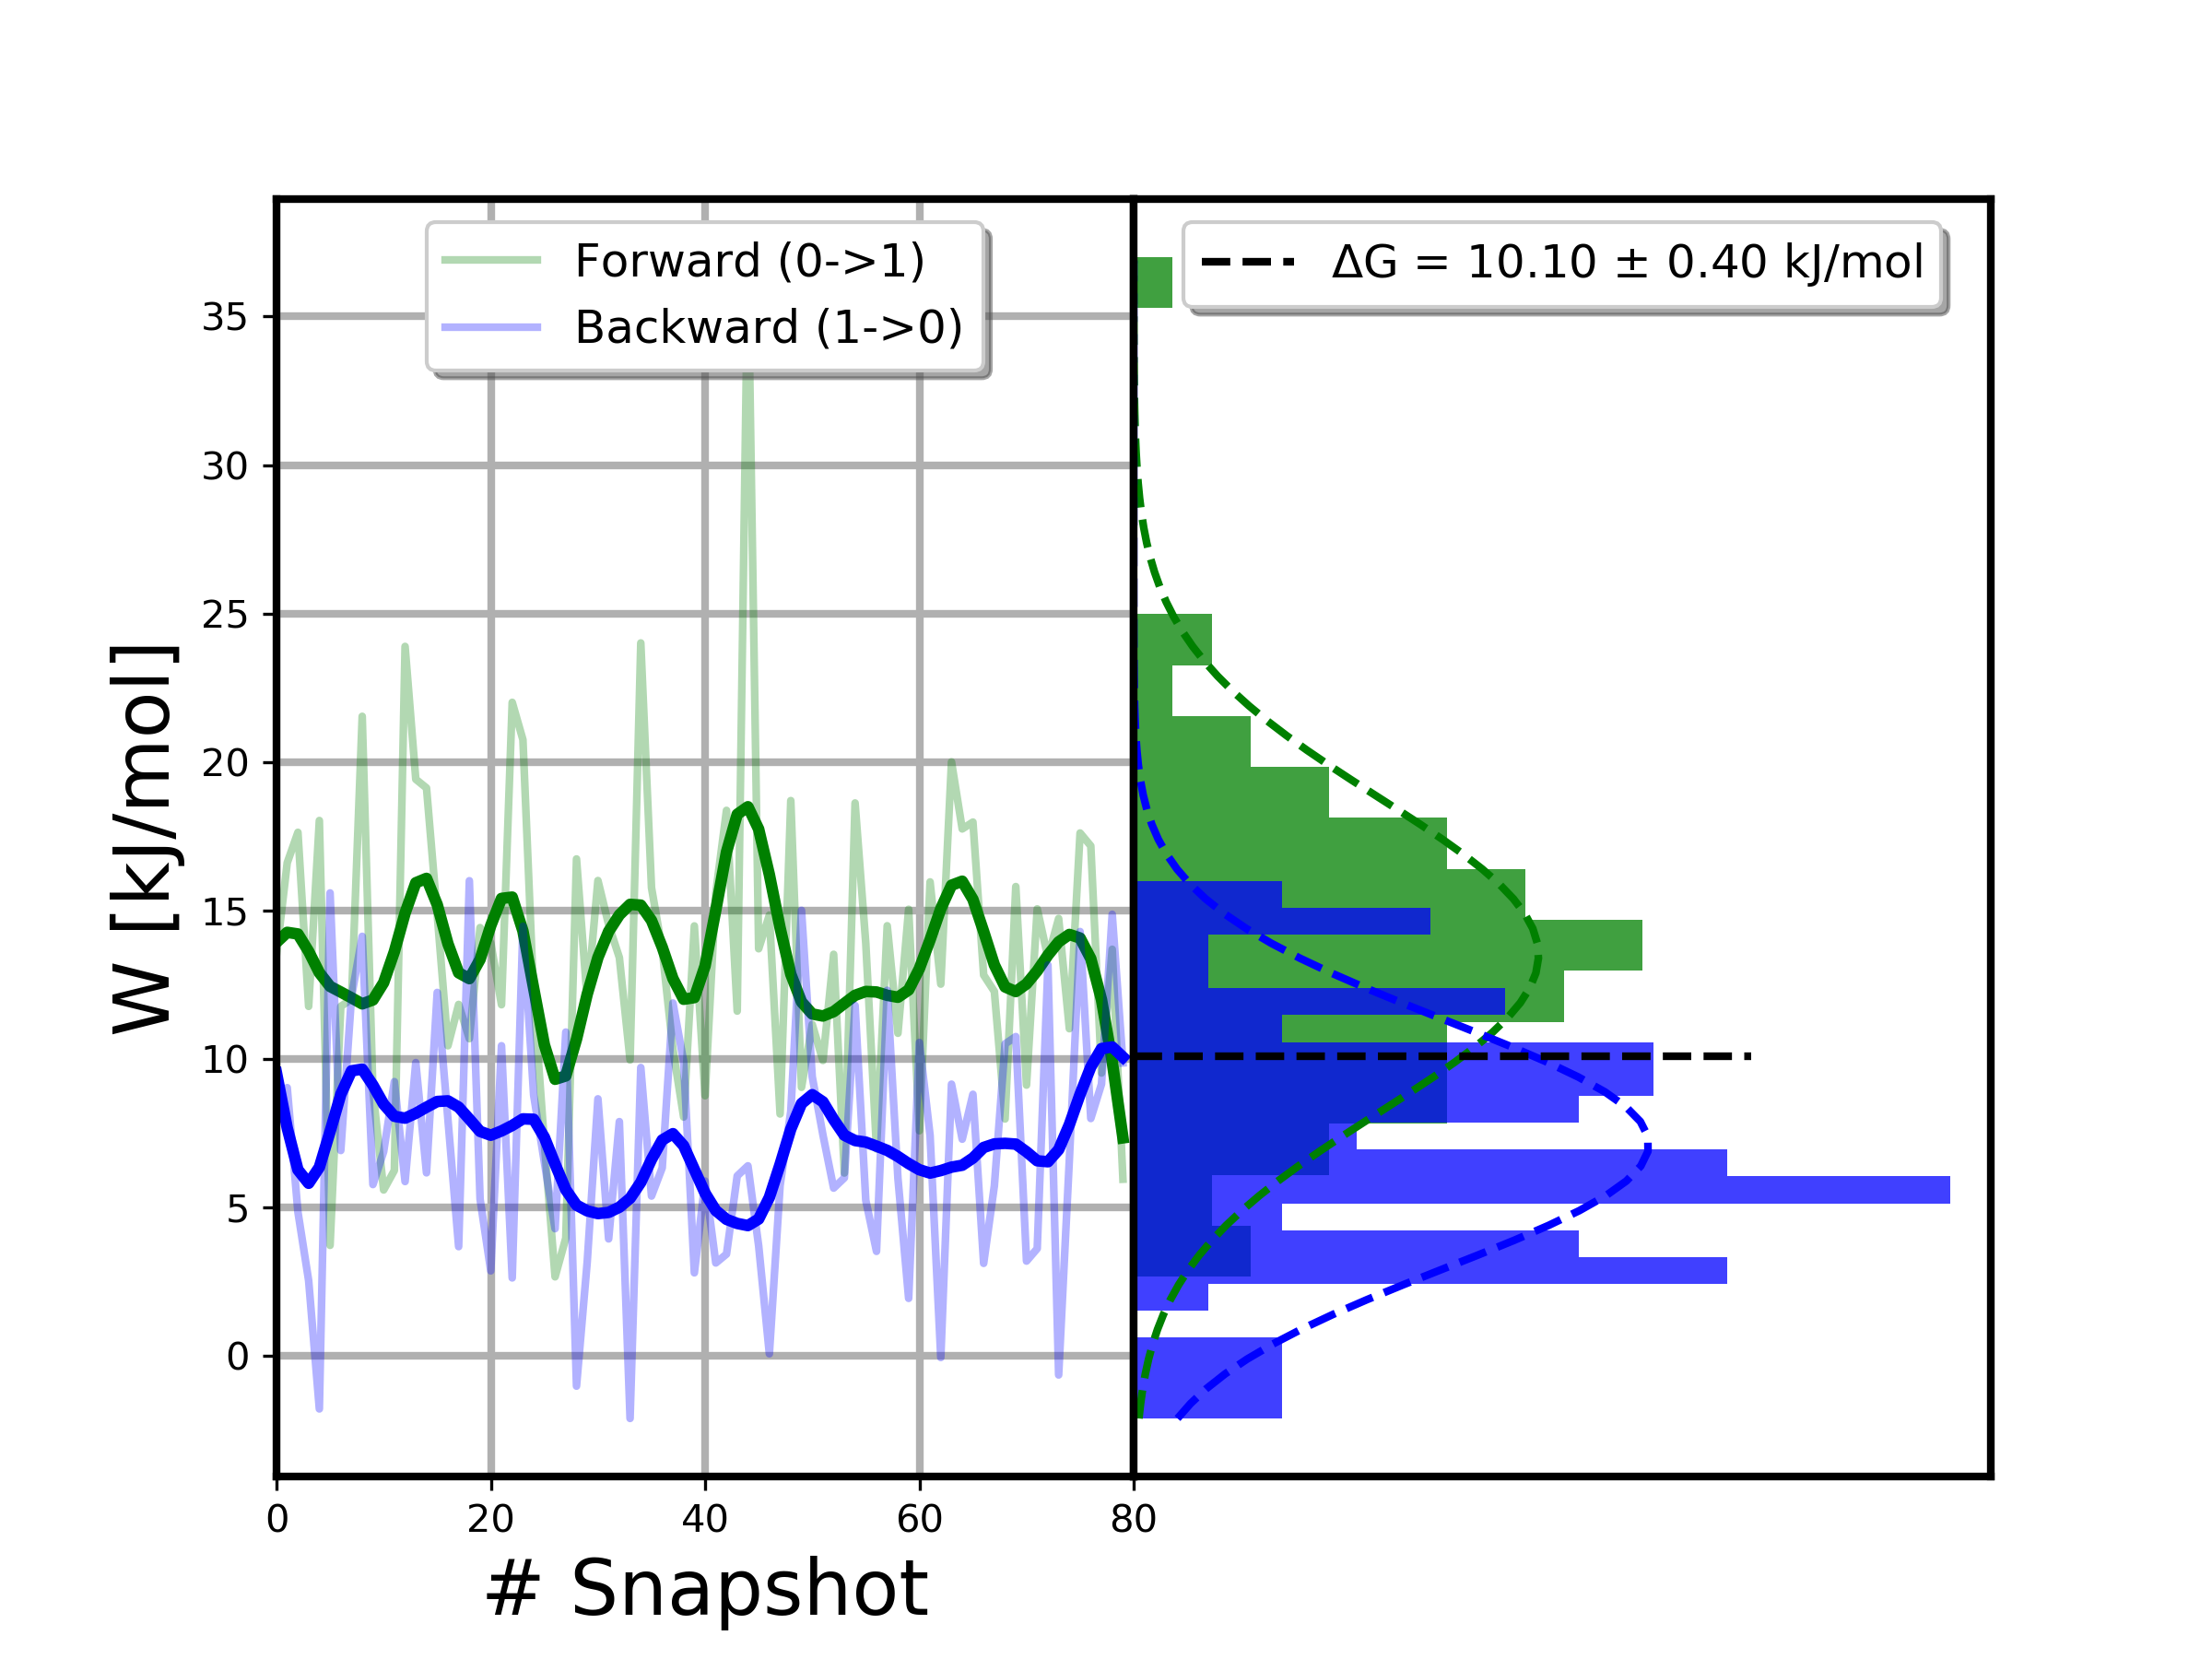 Forward (0->1)
Backward (1->0)
ΔG = 10.10 ± 0.40 kJ/mol
W [kJ/mol]
35
30
25
20
15
10
5
0
0 20 40 60 80
# Snapshot